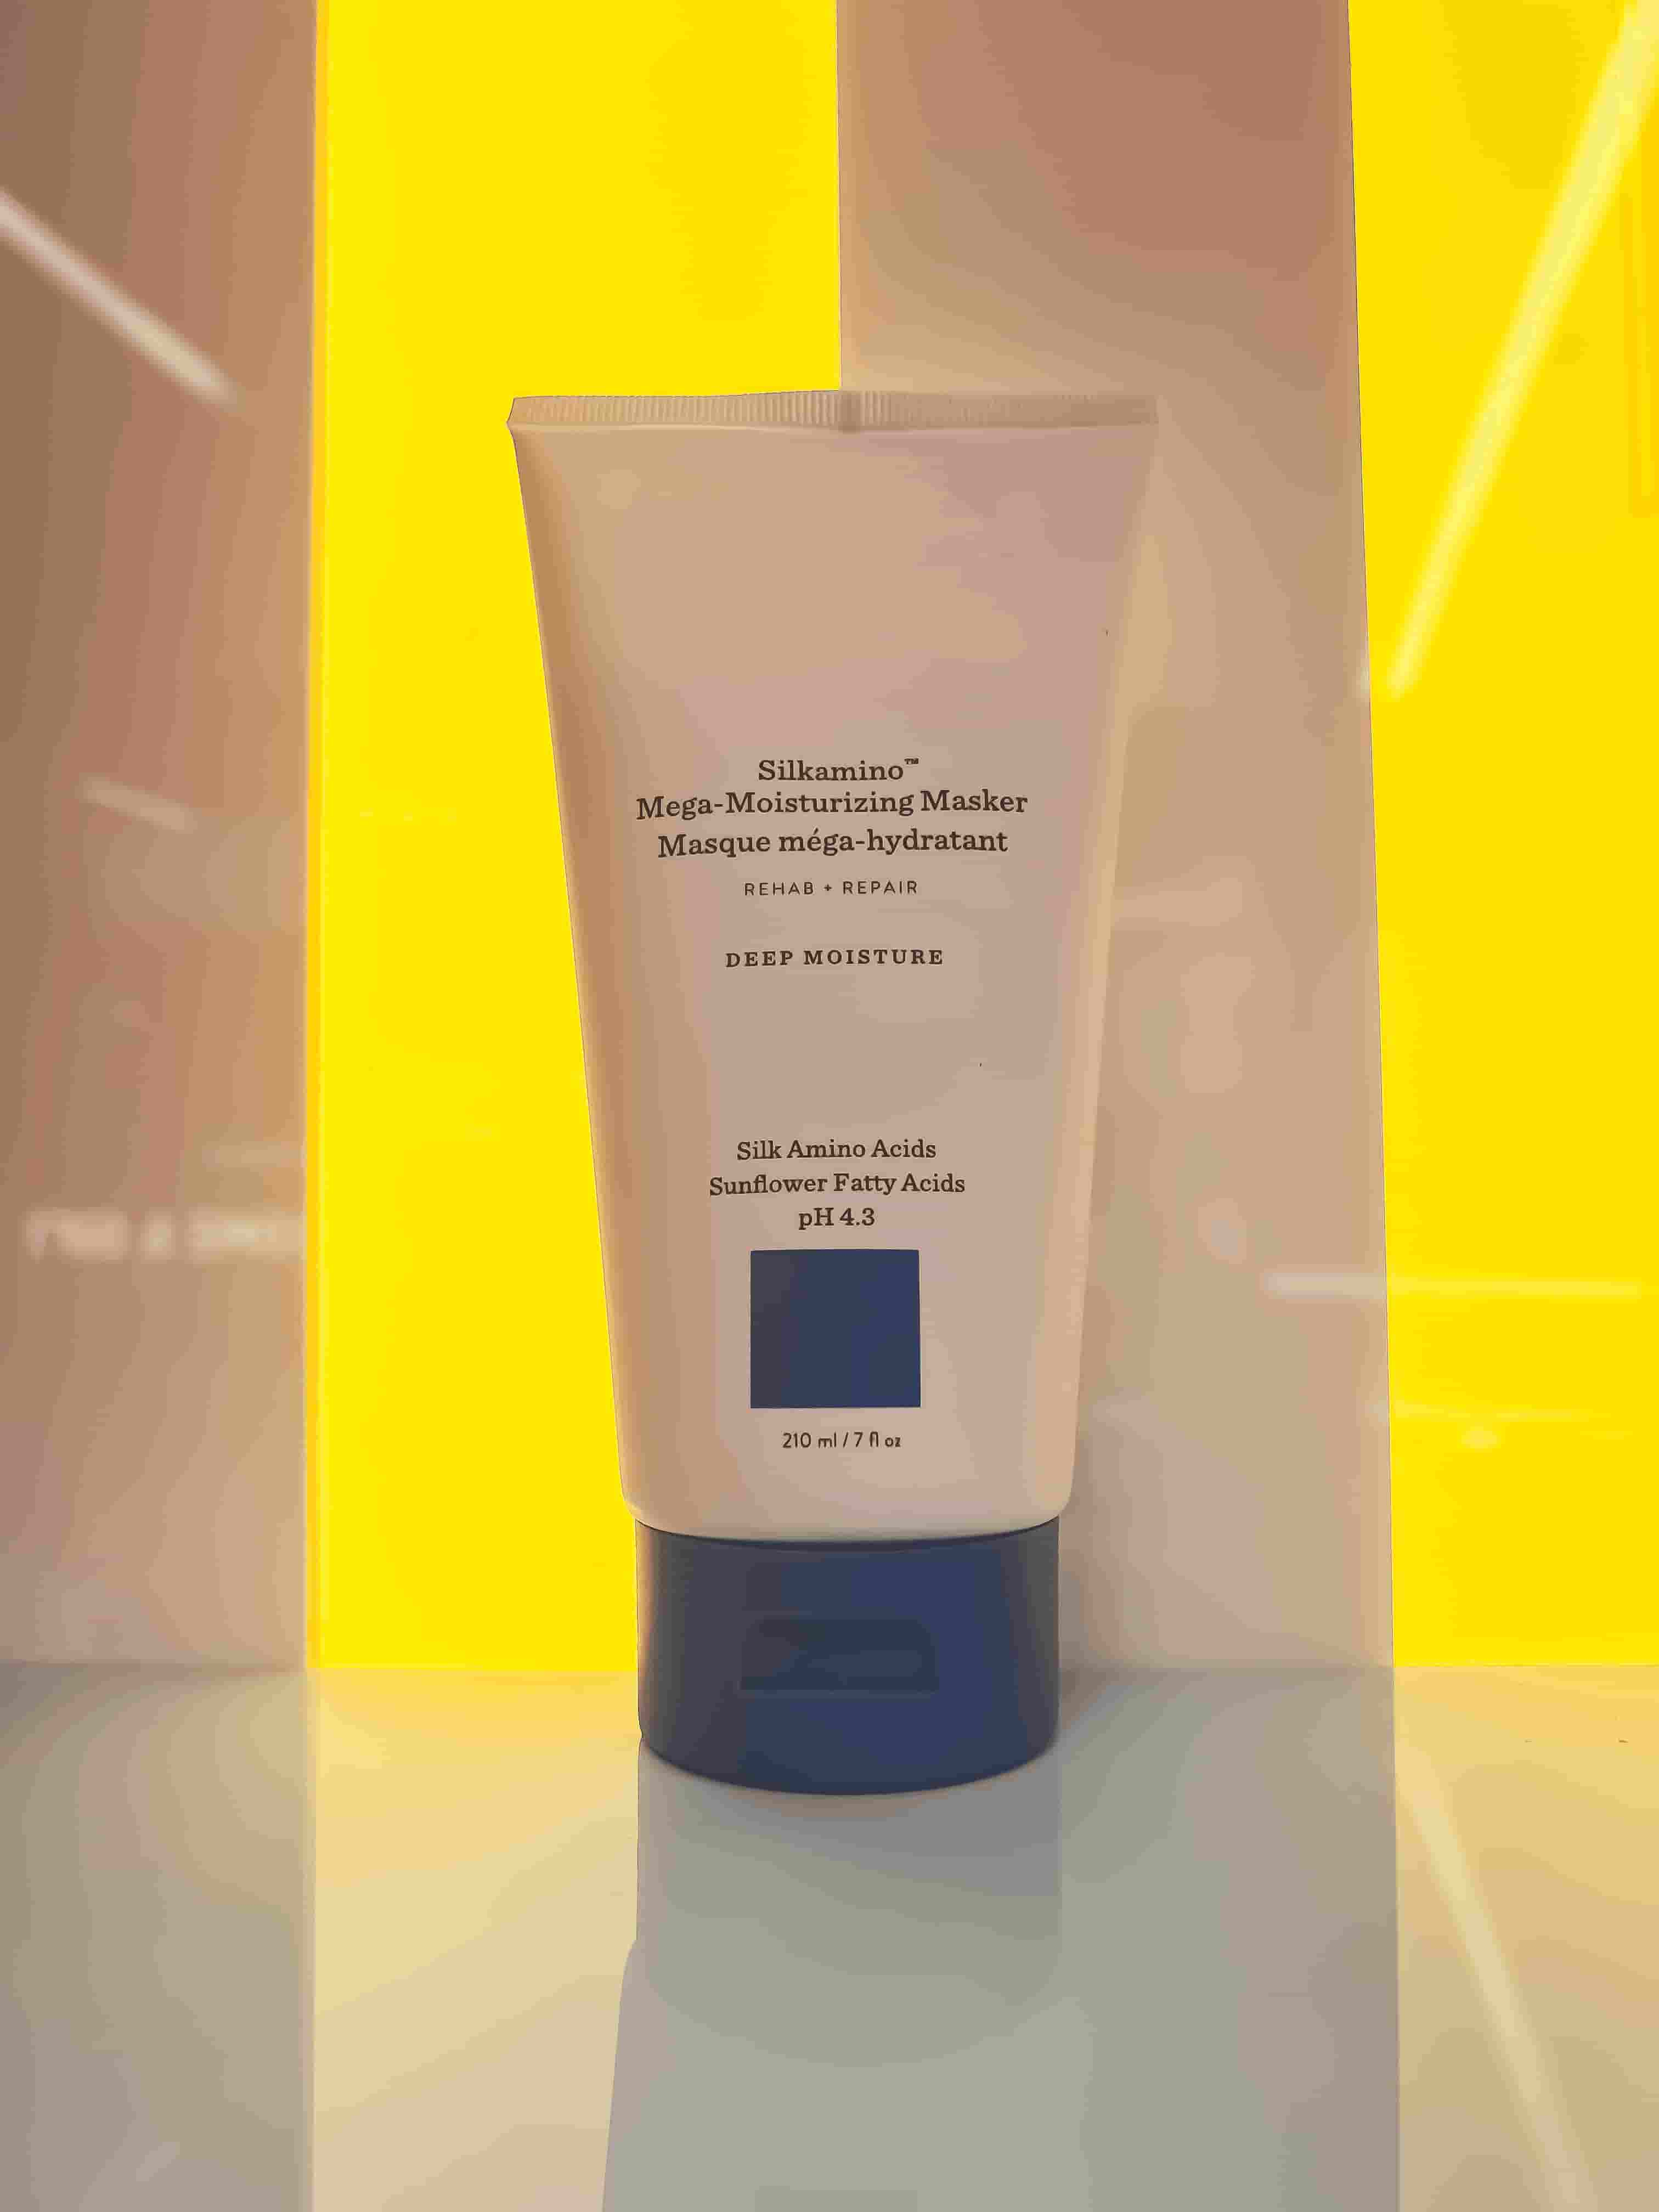 Silkamino™
Mega-Moisturizing Masker
Masque méga-hydratant
REHAB + REPAIR
DEEP MOISTURE
Silk Amino Acids
Sunflower Fatty Acids
pH 4.3
210 ml / 7 fl oz